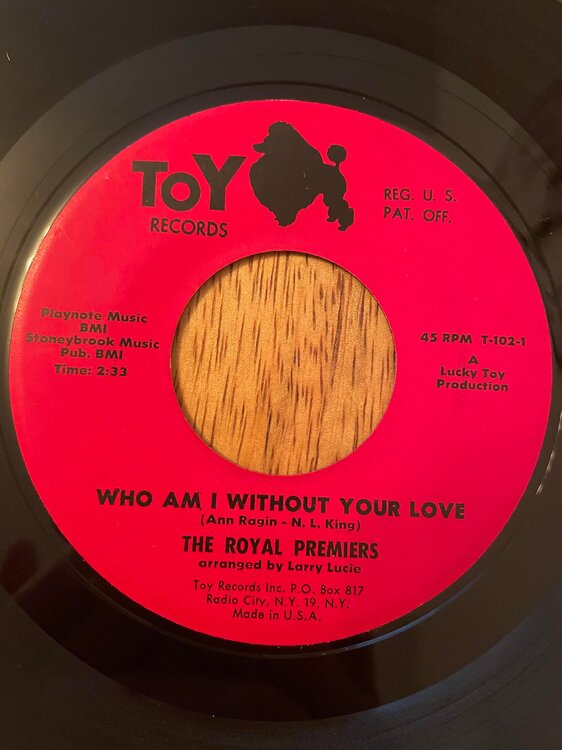 ToY
RECORDS
REG. U. S.
PAT. OFF.
Playnote Music
BMI
Stoneybrook Music
Pub. BMI
Time: 2:33
45 RPM T-102-1
A
Lucky Toy
Production
WHO AM I WITHOUT YOUR LOVE
(Ann Ragin - N. L. King)
THE ROYAL PREMIERS
arranged by Larry Lucie
Toy Records Inc. P.O. Box 817
Radio City, N.Y. 19, N.Y.
Made in U.S.A.